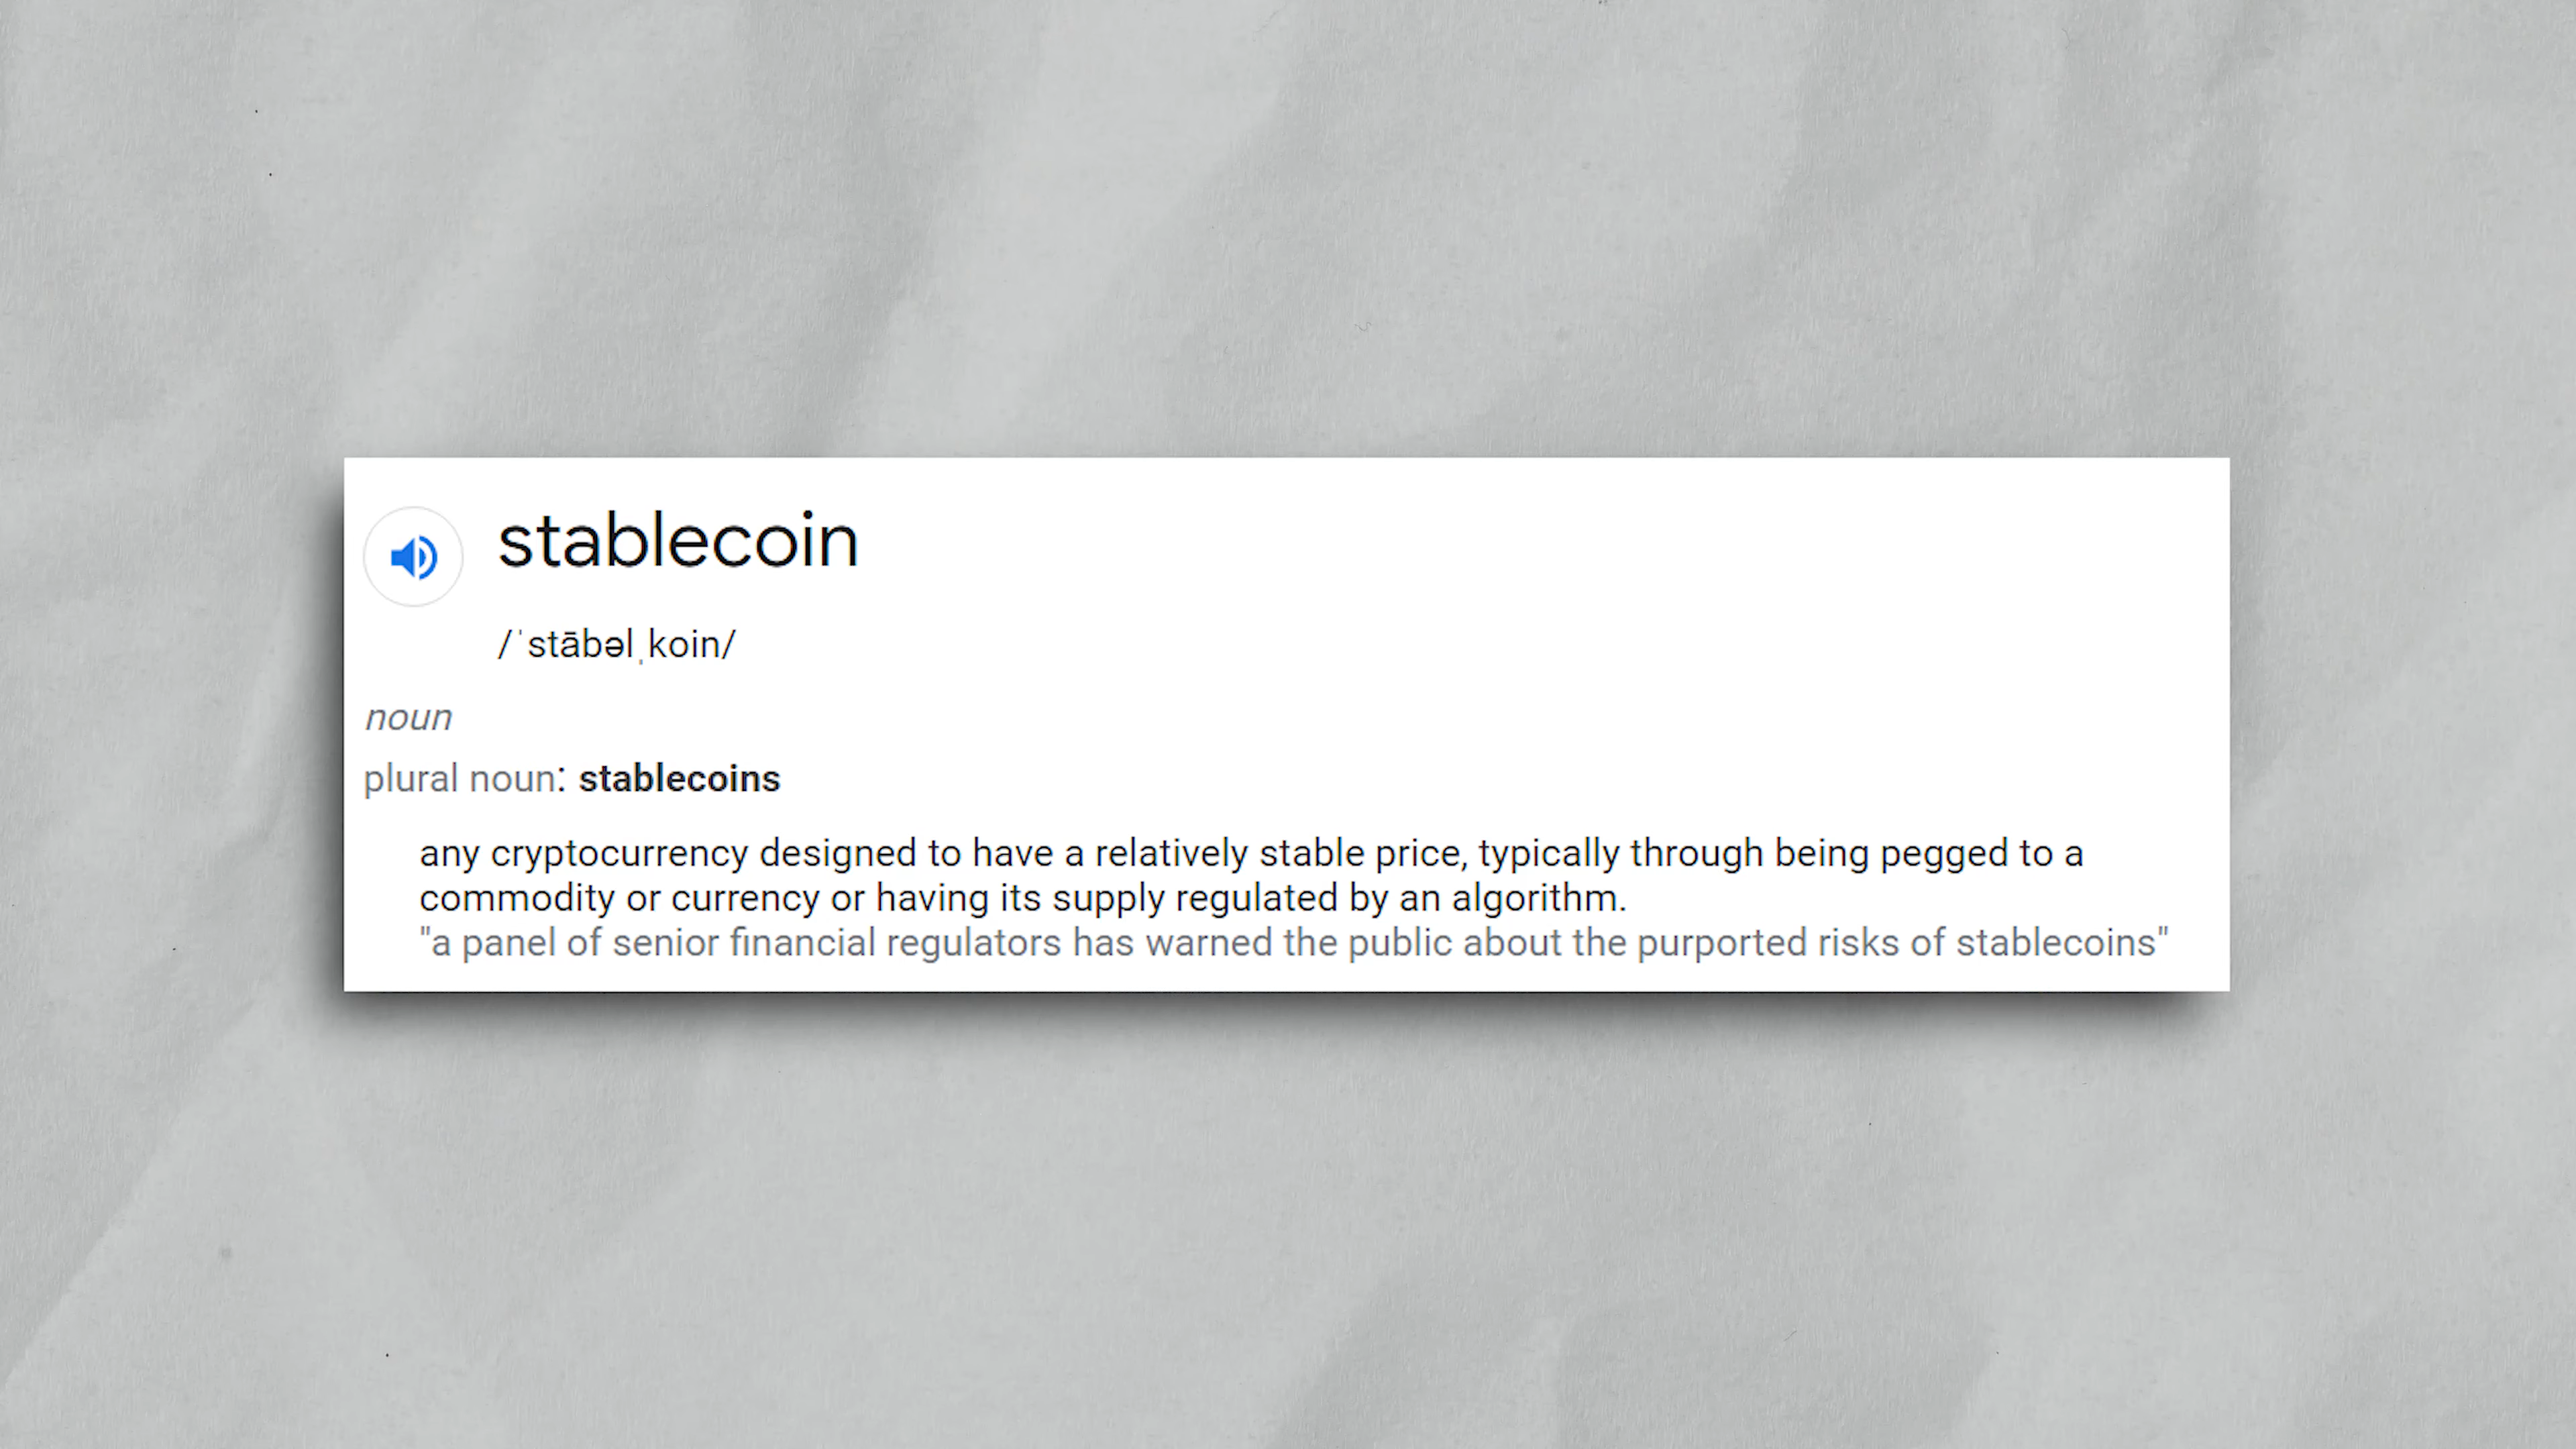 stablecoin
/ˈstābəlˌkoin/
noun
plural noun: stablecoins
any cryptocurrency designed to have a relatively stable price, typically through being pegged to a
commodity or currency or having its supply regulated by an algorithm.
"a panel of senior financial regulators has warned the public about the purported risks of stablecoins"